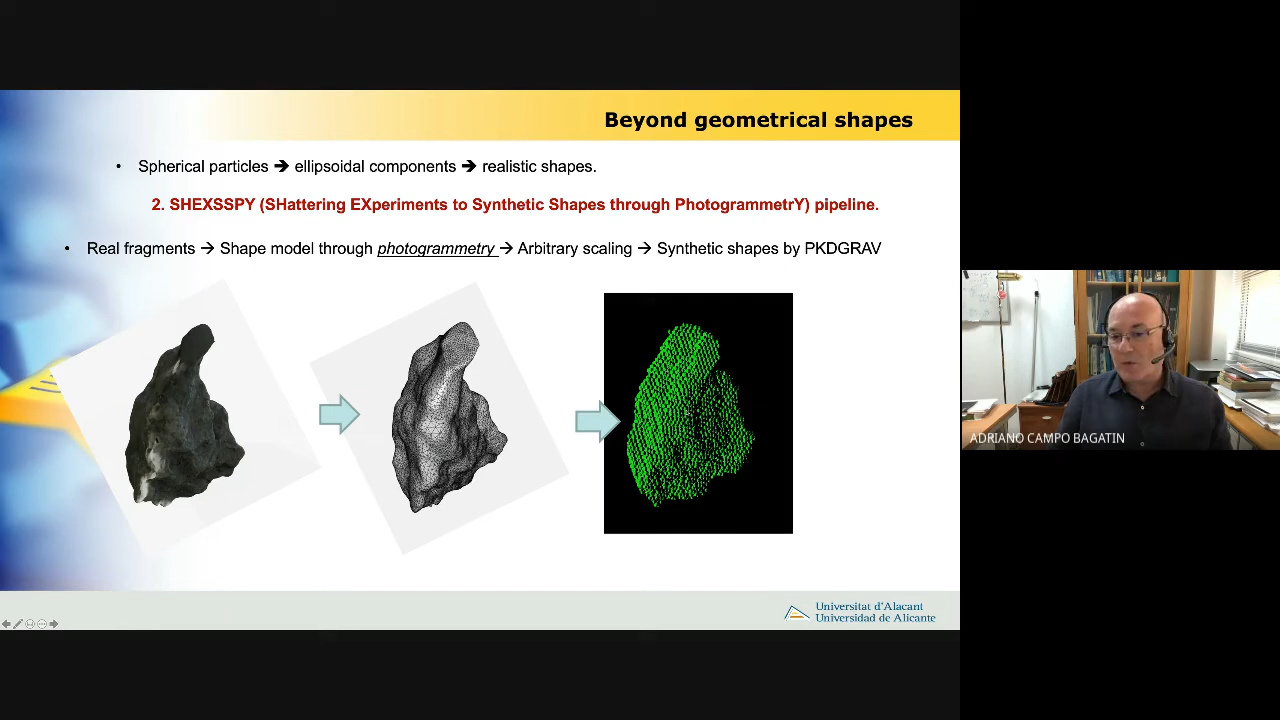 Beyond geometrical shapes
• Spherical particles ➔ ellipsoidal components ➔ realistic shapes.
2. SHEXSSPY (SHattering EXperiments to Synthetic Shapes through PhotogrammetrY) pipeline.
• Real fragments → Shape model through photogrammetry → Arbitrary scaling → Synthetic shapes by PKDGRAV
ADRIANO CAMPO BAGATIN
Universitat d'Alacant
Universidad de Alicante